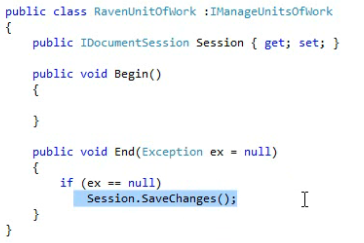 public class RavenUnitOfWork :IManageUnitsOfWork
{
    public IDocumentSession Session { get; set; }
    public void Begin()
    {
    }
    public void End(Exception ex = null)
    {
        if (ex == null)
            Session.SaveChanges();
    }
}